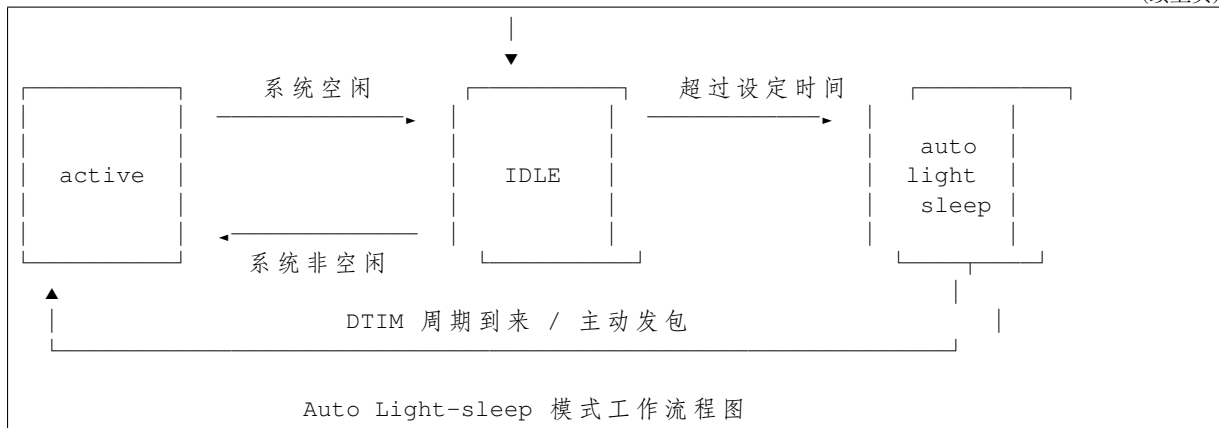 系统空闲
超过设定时间
active
IDLE
auto
light
sleep
系统非空闲
DTIM 周期到来 / 主动发包
Auto Light-sleep 模式工作流程图